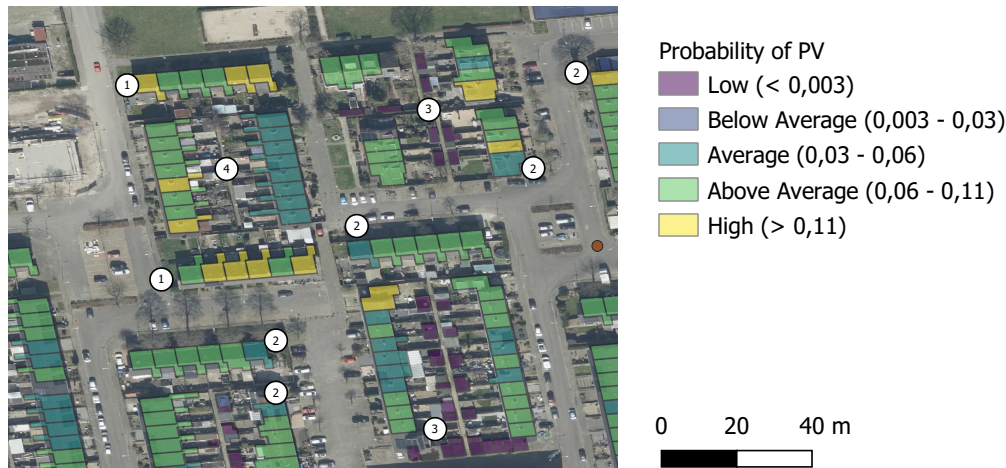 1
2
3
2
4
2
1
2
2
3
Probability of PV
Low (< 0,003)
Below Average (0,003 - 0,03)
Average (0,03 - 0,06)
Above Average (0,06 - 0,11)
High (> 0,11)
0 20 40 m